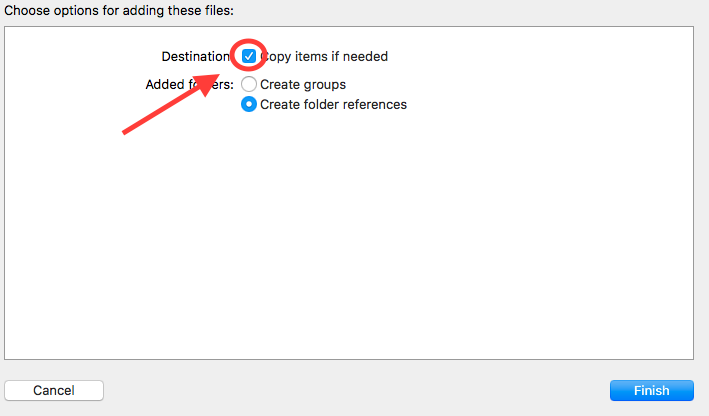 Choose options for adding these files:
Destination: Copy items if needed
Added folders: Create groups
Create folder references
Cancel Finish